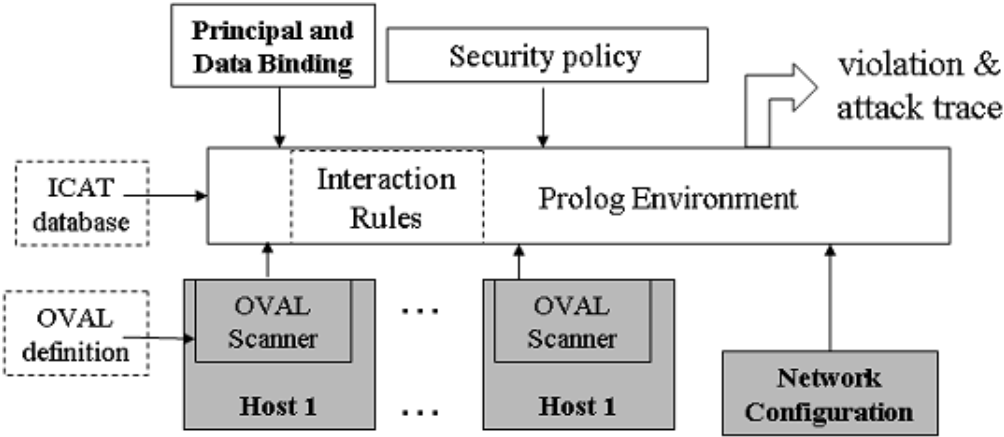 Principal and
Data Binding
Security policy
violation &
attack trace
ICAT
database
Interaction
Rules
Prolog Environment
OVAL
definition
OVAL
Scanner
Host 1
...
...
OVAL
Scanner
Host 1
Network
Configuration